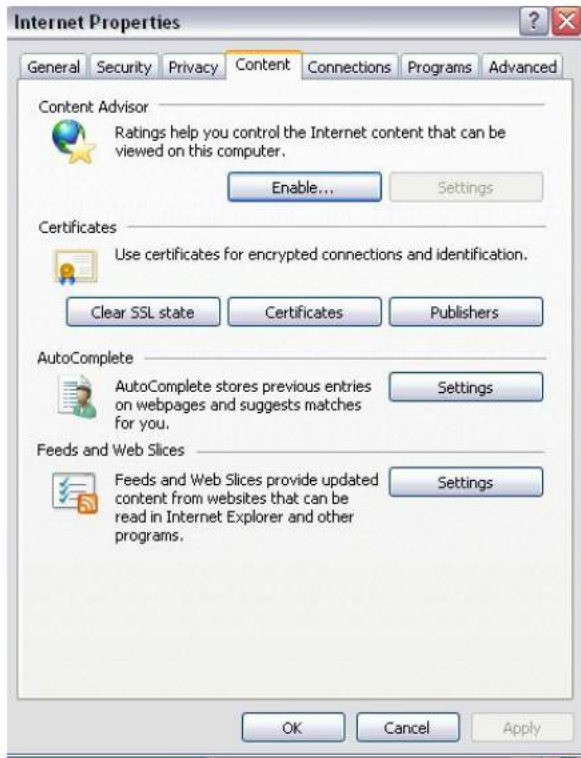 Internet Properties
?
X
General Security Privacy Content Connections Programs Advanced
Content Advisor
Ratings help you control the Internet content that can be
viewed on this computer.
Enable... Settings
Certificates
Use certificates for encrypted connections and identification.
Clear SSL state Certificates Publishers
AutoComplete
AutoComplete stores previous entries
on webpages and suggests matches
for you.
Settings
Feeds and Web Slices
Feeds and Web Slices provide updated
content from websites that can be
read in Internet Explorer and other
programs.
Settings
OK Cancel Apply